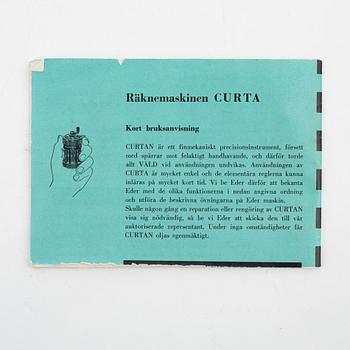 Räknemaskinen CURTA
Kort bruksanvisning
CURTAN är ett finmekaniskt precisionsinstrument, försett
med spärrar mot felaktigt handhavande, och därför torde
allt VÅLD vid användningen undvikas. Användningen av
CURTA är mycket enkel och de elementära reglerna kunna
inläras på mycket kort tid. Vi be Eder därför att bekanta
Eder med de olika funktionerna i nedan angivna ordning
och utföra de beskrivna övningarna på Eder maskin.
Skulle någon gång en reparation eller rengöring av CURTAN
visa sig nödvändig, så be vi Eder att skicka den till vår
auktoriserade representant. Under inga omständigheter får
CURTAN oljas egenmäktigt.